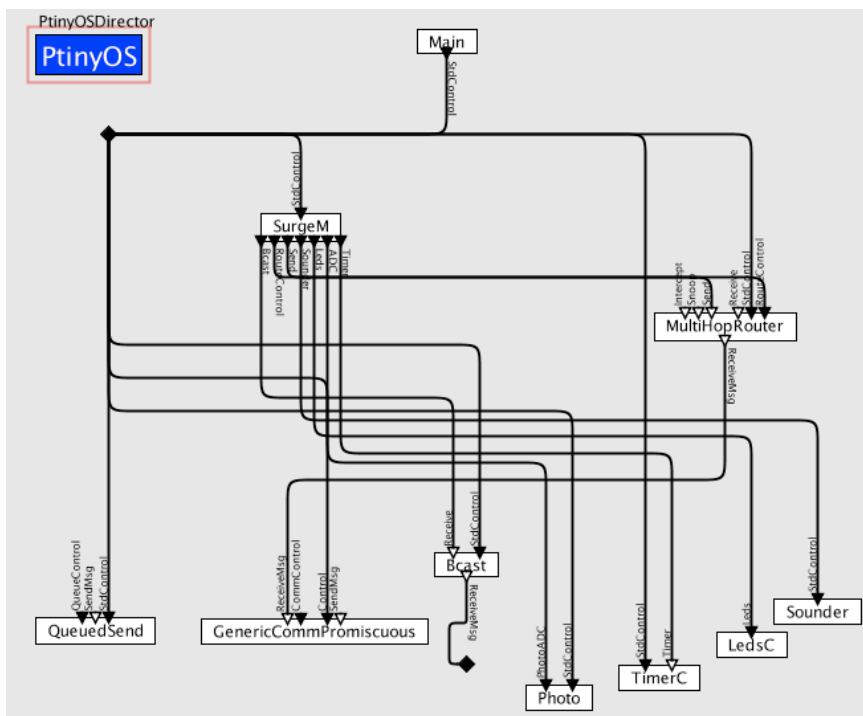 PtinyOSDirector
PtinyOS
Main
StdControl
StdControl
SurgeM
Bcast
RouteControl
Send
Sounder
Leds
ADC
Timer
Intercept
Snoop
Send
Receive
StdControl
RouteControl
MultiHopRouter
ReceiveMsg
QueueControl
SendMsg
StdControl
QueuedSend
ReceiveMsg
CommControl
Control
SendMsg
GenericCommPromiscuous
Receive
StdControl
Bcast
ReceiveMsg
PhotoADC
StdControl
Photo
StdControl
Timer
TimerC
Leds
LedsC
StdControl
Sounder